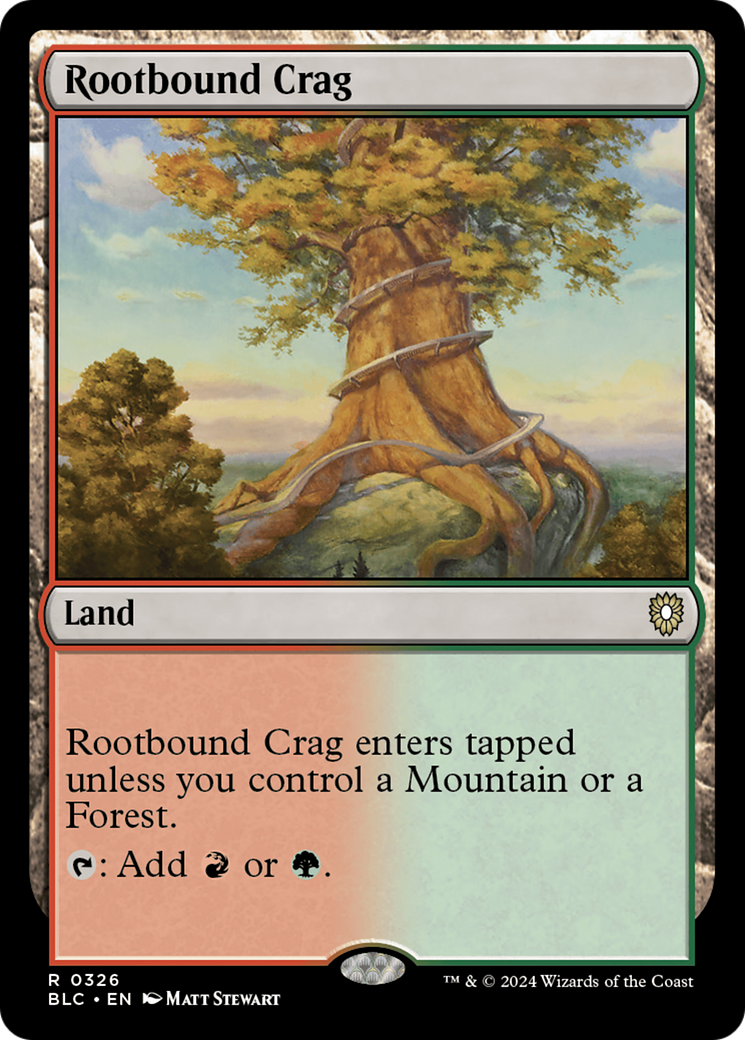 Rootbound Crag
Land
Rootbound Crag enters tapped
unless you control a Mountain or a
Forest.
: Add or .
R 0326
BLC • EN Matt Stewart
™ & © 2024 Wizards of the Coast